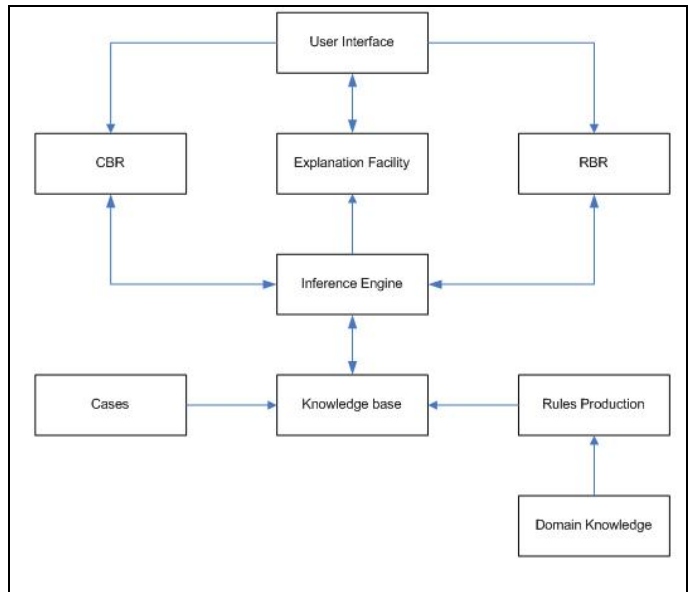 User Interface
CBR
Explanation Facility
RBR
Inference Engine
Cases
Knowledge base
Rules Production
Domain Knowledge